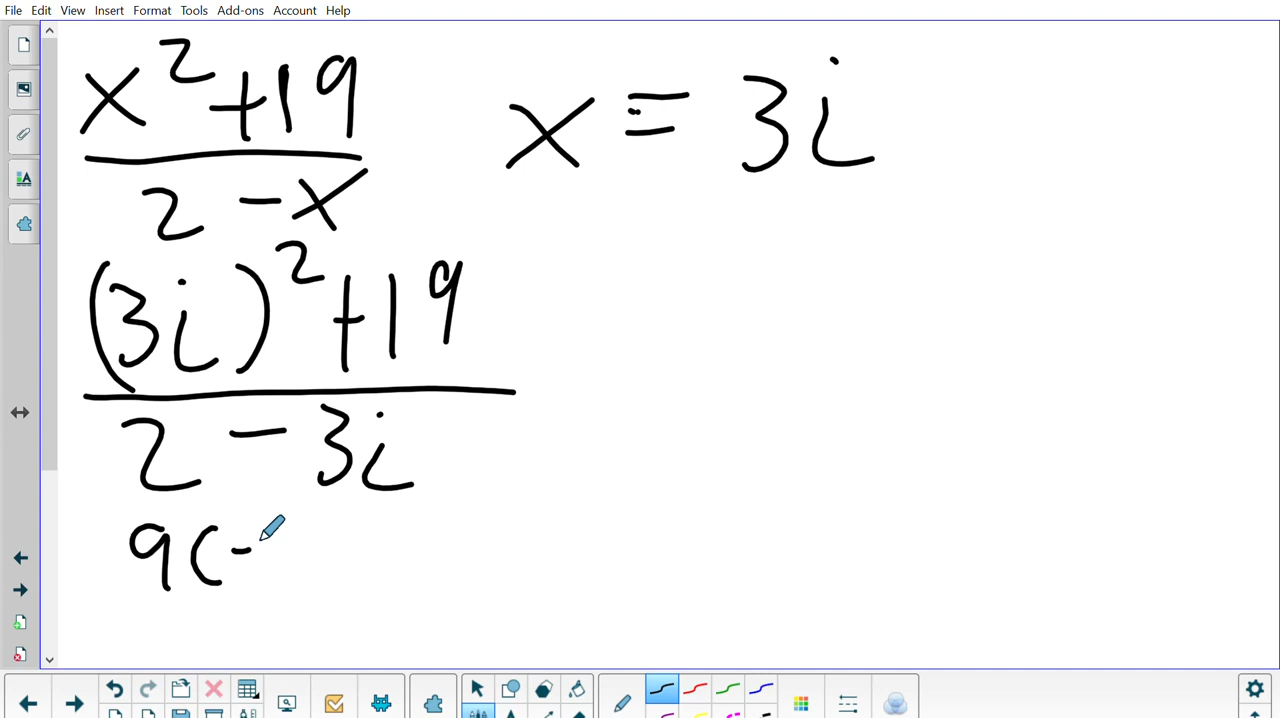 File Edit View Insert Format Tools Add-ons Account Help
x² + 19
2 - x
x = 3i
(3i)² + 19
2 - 3i
9(-